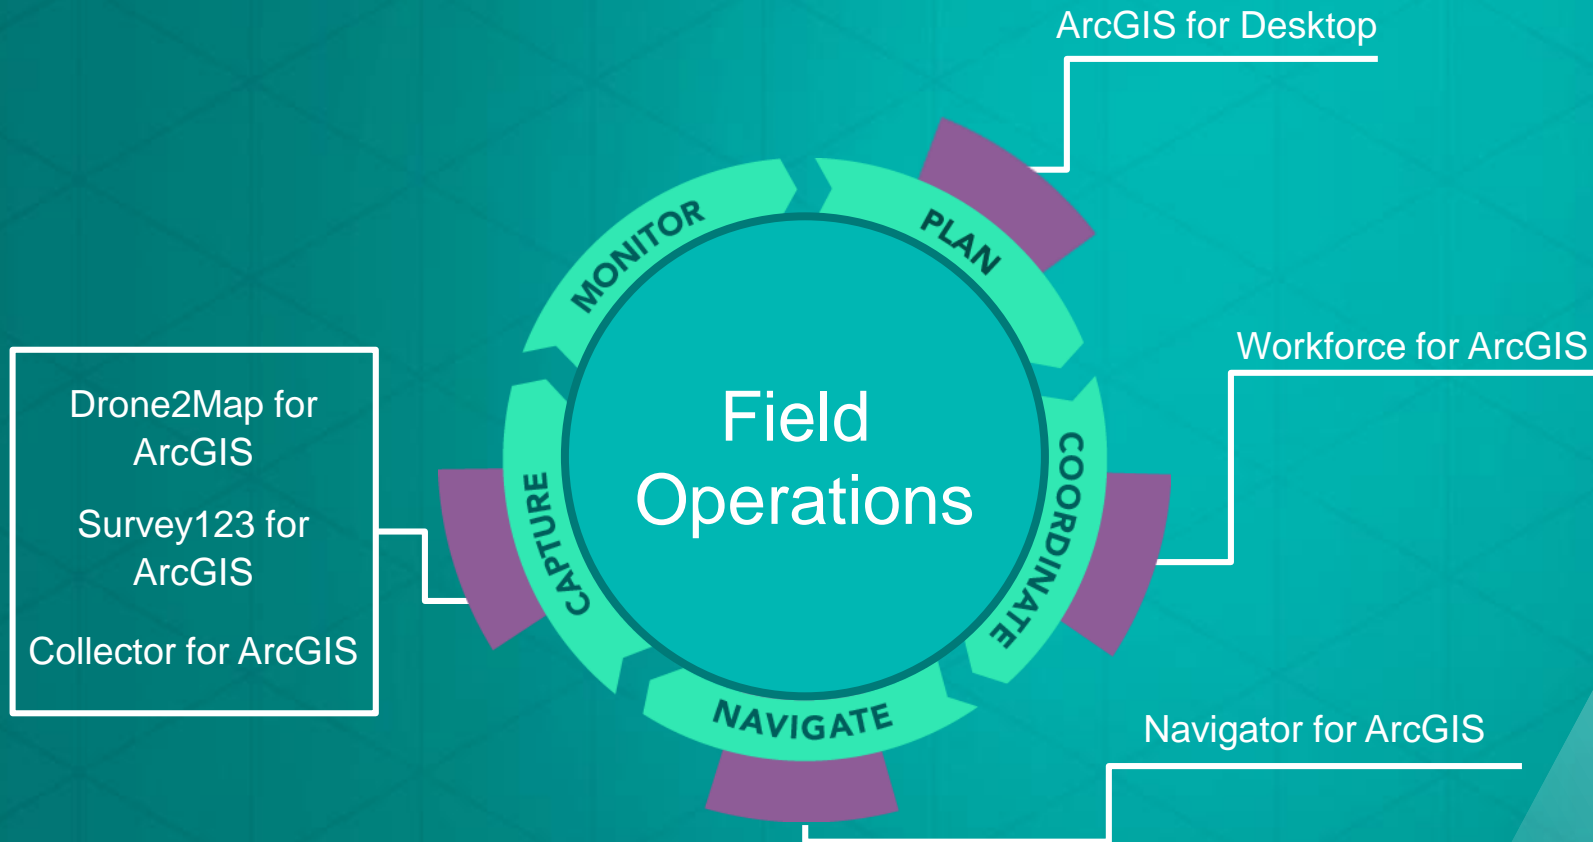 ArcGIS for Desktop
MONITOR
PLAN
Workforce for ArcGIS
Drone2Map for
ArcGIS
Survey123 for
ArcGIS
Collector for ArcGIS
Field
Operations
COORDINATE
CAPTURE
NAVIGATE
Navigator for ArcGIS